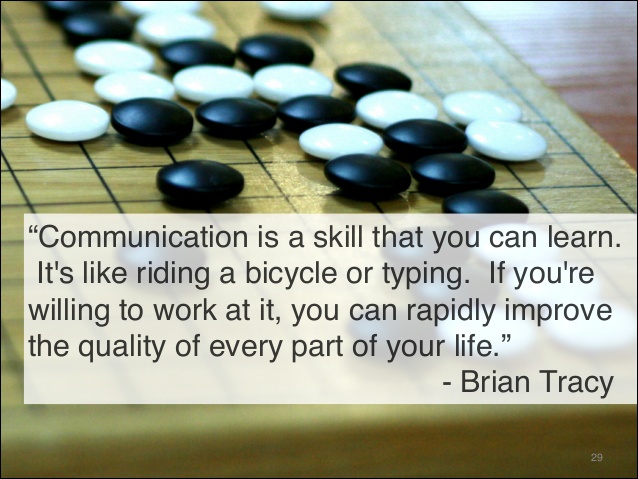 “Communication is a skill that you can learn.
It's like riding a bicycle or typing. If you're
willing to work at it, you can rapidly improve
the quality of every part of your life.”
- Brian Tracy
29